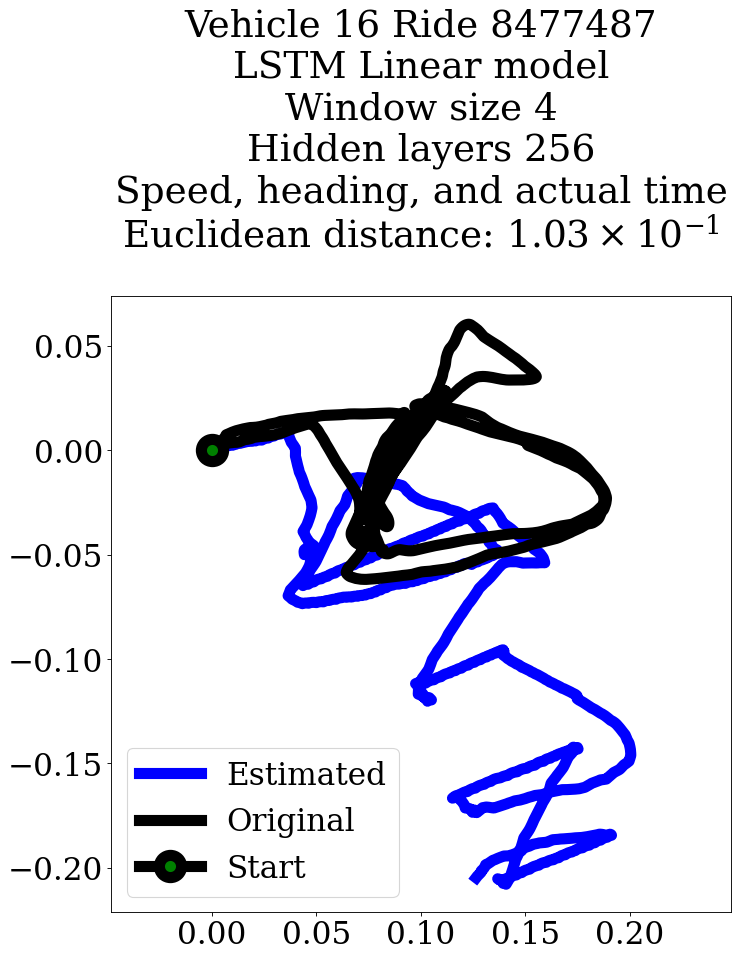 Vehicle 16 Ride 8477487
LSTM Linear model
Window size 4
Hidden layers 256
Speed, heading, and actual time
Euclidean distance: 1.03 × 10⁻¹
0.05
0.00
−0.05
−0.10
−0.15
−0.20
Estimated
Original
Start
0.00 0.05 0.10 0.15 0.20